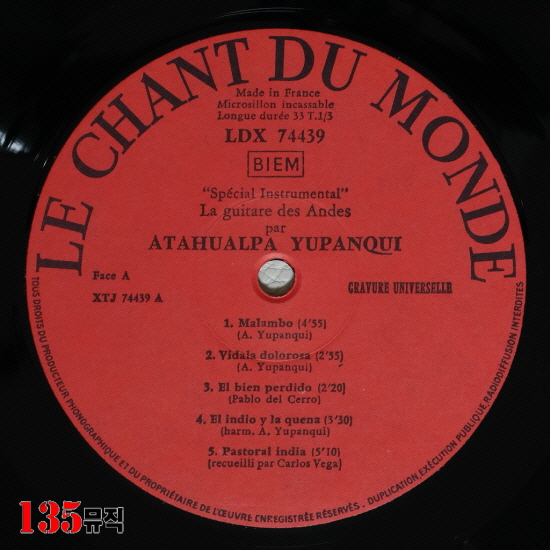 LE CHANT DU MONDE
Made in France
Microsillon incassable
Longue durée 33 T.1/3
LDX 74439
BIEM
"Spécial Instrumental"
La guitare des Andes
par
ATAHUALPA YUPANQUI
Face A
XTJ 74439 A
GRAVURE UNIVERSELLE
1. Malambo (4'55)
(A. Yupanqui)
2. Vidala dolorosa (2'55)
(A. Yupanqui)
3. El bien perdido (2'20)
(Pablo del Cerro)
4. El indio y la quena (3'30)
(harm. A. Yupanqui)
5. Pastoral india (5'10)
(recueilli par Carlos Vega)
TOUS DROITS DU PRODUCTEUR PHONOGRAPHIQUE ET DU PROPRIÉTAIRE DE L'ŒUVRE ENREGISTRÉE RÉSERVÉS - DUPLICATION, EXÉCUTION PUBLIQUE, RADIODIFFUSION INTERDITES
135뮤직